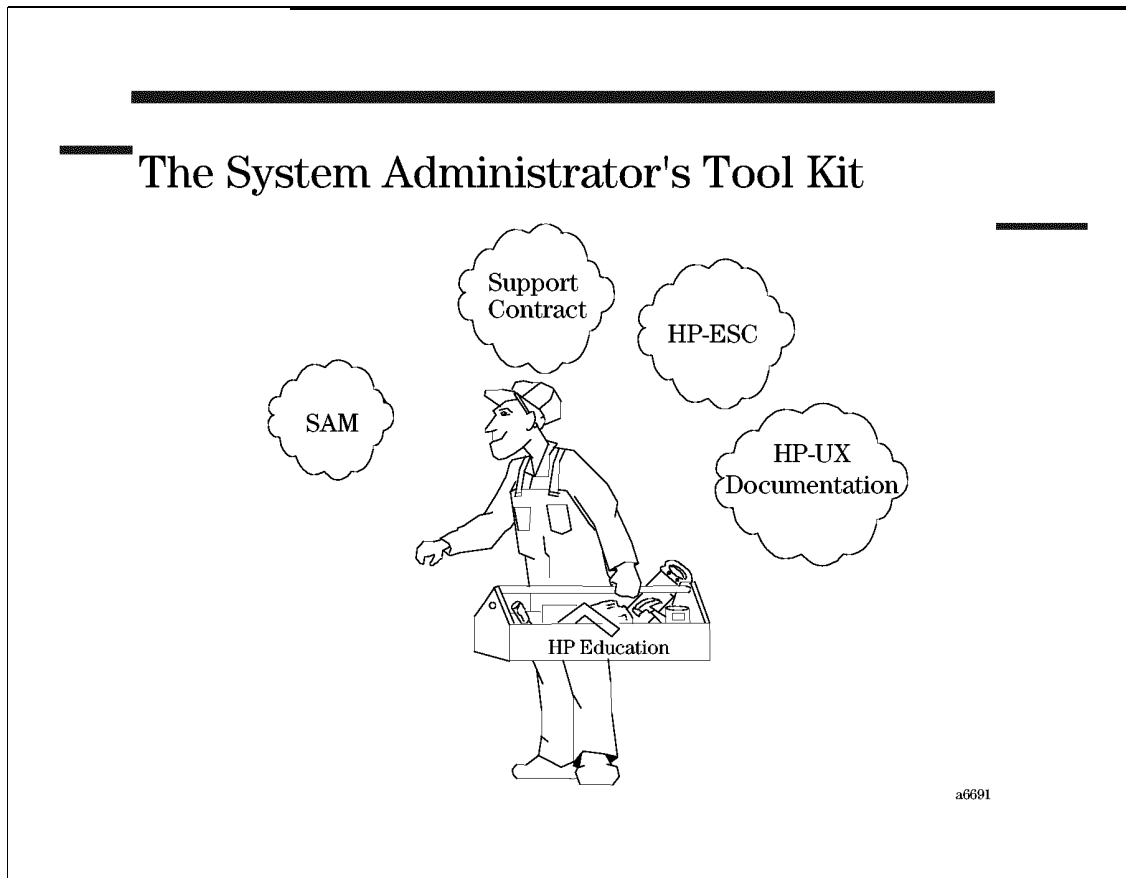 The System Administrator's Tool Kit
Support
Contract
HP-ESC
SAM
HP-UX
Documentation
HP Education
a6691